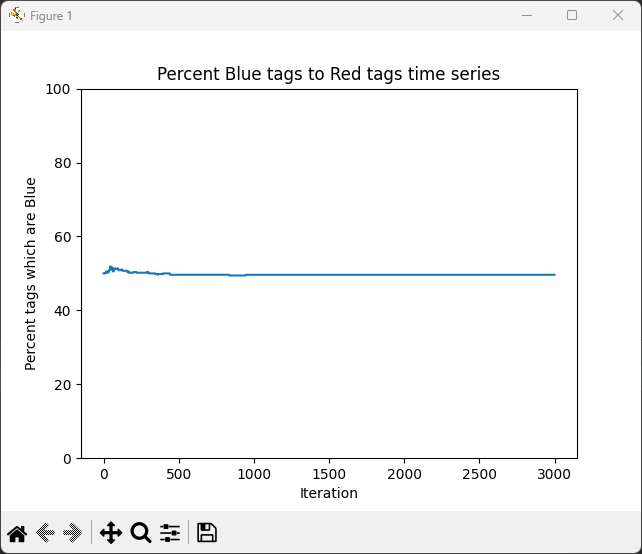 Figure 1
Percent Blue tags to Red tags time series
Percent tags which are Blue
100
80
60
40
20
0
0 500 1000 1500 2000 2500 3000
Iteration